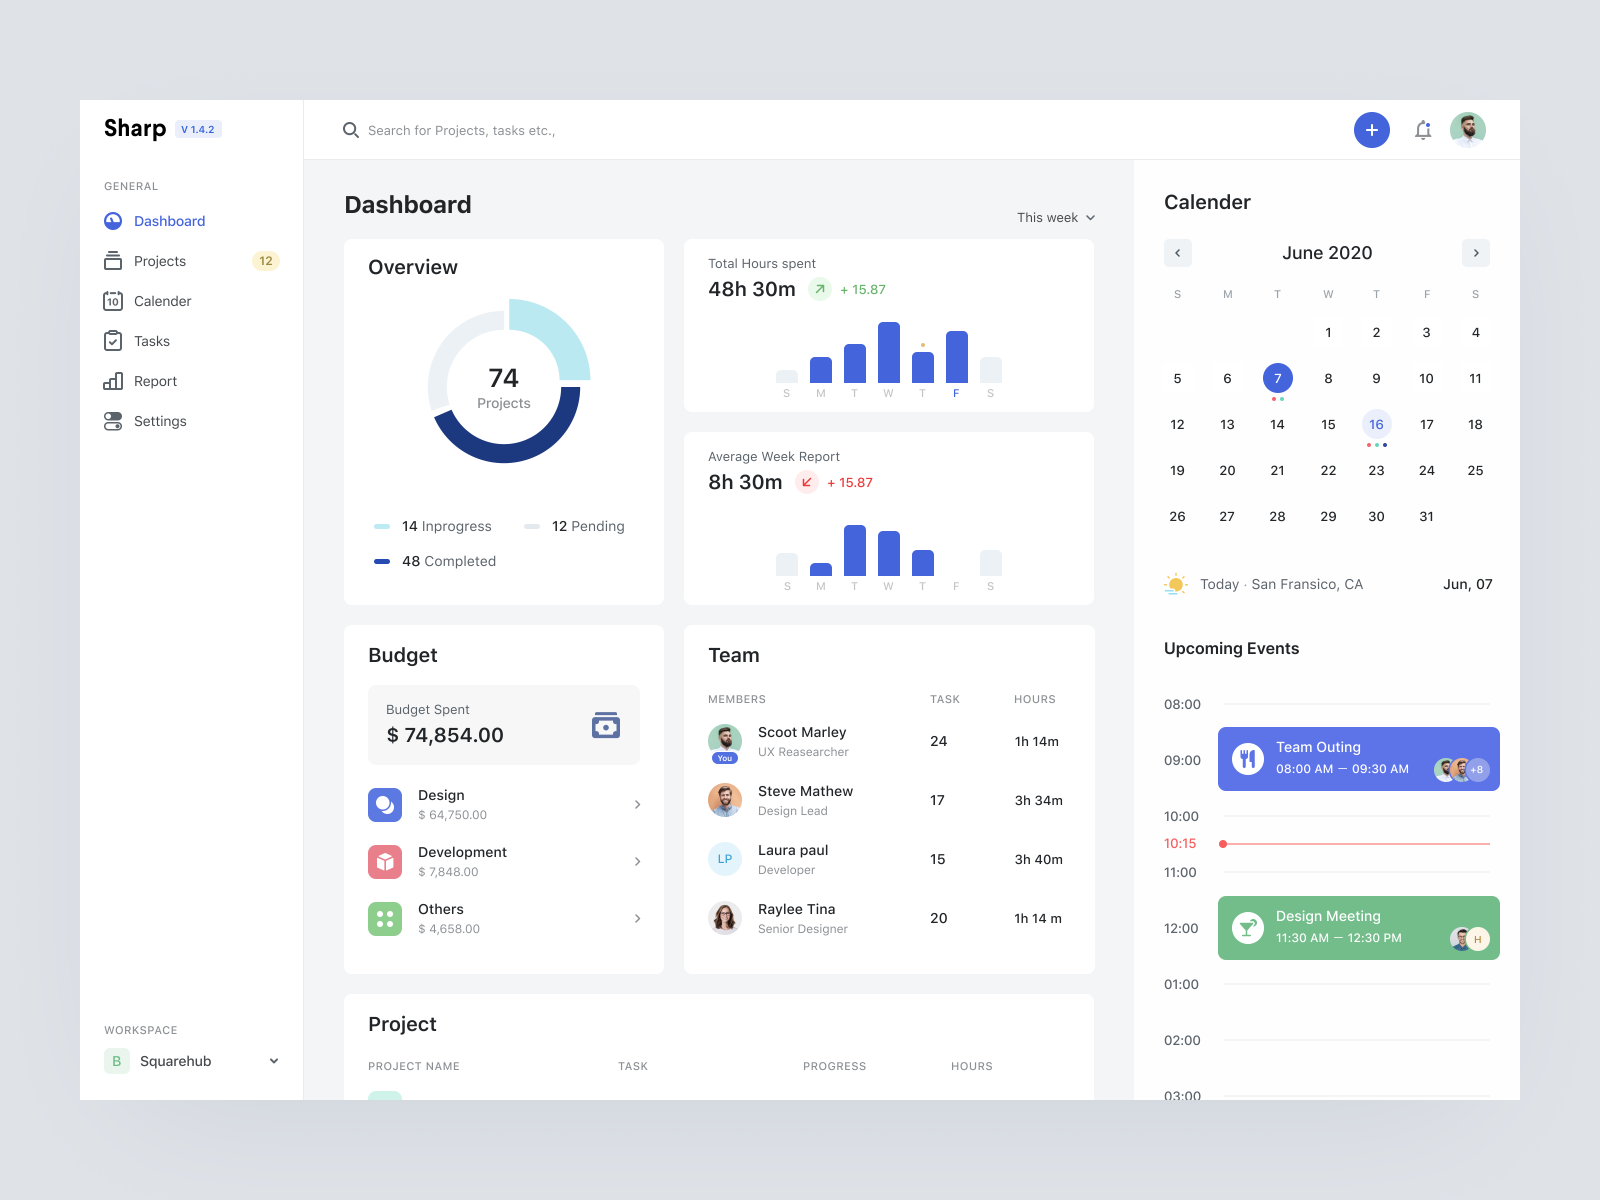 Sharp V 1.4.2
Search for Projects, tasks etc.,
GENERAL
Dashboard
Projects 12
10 Calender
Tasks
Report
Settings
WORKSPACE
B Squarehub
Dashboard
This week
Overview
74
Projects
14 Inprogress
12 Pending
48 Completed
Total Hours spent
48h 30m + 15.87
S M T W T F S
Average Week Report
8h 30m + 15.87
S M T W T F S
Budget
Budget Spent
$ 74,854.00
Design
$ 64,750.00
Development
$ 7,848.00
Others
$ 4,658.00
Team
MEMBERS TASK HOURS
Scoot Marley
UX Reasearcher
You
24 1h 14m
Steve Mathew
Design Lead
17 3h 34m
LP
Laura paul
Developer
15 3h 40m
Raylee Tina
Senior Designer
20 1h 14 m
Project
PROJECT NAME TASK PROGRESS HOURS
Calender
June 2020
S M T W T F S
1 2 3 4
5 6 7 8 9 10 11
12 13 14 15 16 17 18
19 20 21 22 23 24 25
26 27 28 29 30 31
Today · San Fransico, CA Jun, 07
Upcoming Events
08:00
09:00
Team Outing
08:00 AM — 09:30 AM
+8
10:00
10:15
11:00
12:00
Design Meeting
11:30 AM — 12:30 PM
H
01:00
02:00
03:00